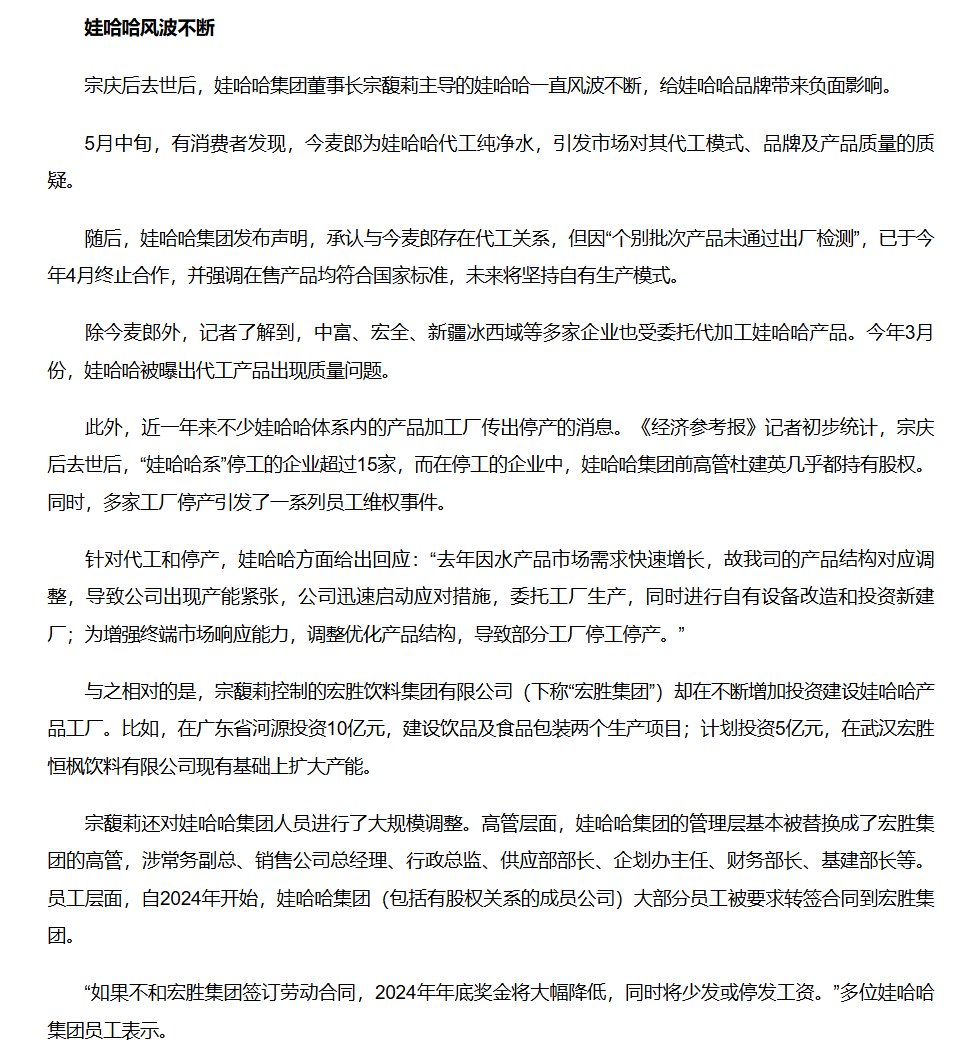 娃哈哈风波不断
宗庆后去世后，娃哈哈集团董事长宗馥莉主导的娃哈哈一直风波不断，给娃哈哈品牌带来负面影响。
5月中旬，有消费者发现，今麦郎为娃哈哈代工纯净水，引发市场对其代工模式、品牌及产品质量的质
疑。
随后，娃哈哈集团发布声明，承认与今麦郎存在代工关系，但因“个别批次产品未通过出厂检测”，已于今
年4月终止合作，并强调在售产品均符合国家标准，未来将坚持自有生产模式。
除今麦郎外，记者了解到，中富、宏全、新疆冰西域等多家企业也受委托代加工娃哈哈产品。今年3月
份，娃哈哈被曝出代工产品出现质量问题。
此外，近一年来不少娃哈哈体系内的产品加工厂传出停产的消息。《经济参考报》记者初步统计，宗庆
后去世后，“娃哈哈系”停工的企业超过15家，而在停工的企业中，娃哈哈集团前高管杜建英几乎都持有股权。
同时，多家工厂停产引发了一系列员工维权事件。
针对代工和停产，娃哈哈方面给出回应：“去年因水产品市场需求快速增长，故我司的产品结构对应调
整，导致公司出现产能紧张，公司迅速启动应对措施，委托工厂生产，同时进行自有设备改造和投资新建
厂；为增强终端市场响应能力，调整优化产品结构，导致部分工厂停工停产。”
与之相对的是，宗馥莉控制的宏胜饮料集团有限公司（下称“宏胜集团”）却在不断增加投资建设娃哈哈产
品工厂。比如，在广东省河源投资10亿元，建设饮品及食品包装两个生产项目；计划投资5亿元，在武汉宏胜
恒枫饮料有限公司现有基础上扩大产能。
宗馥莉还对娃哈哈集团人员进行了大规模调整。高管层面，娃哈哈集团的管理层基本被替换成了宏胜集
团的高管，涉常务副总、销售公司总经理、行政总监、供应部部长、企划办主任、财务部长、基建部长等。
员工层面，自2024年开始，娃哈哈集团（包括有股权关系的成员公司）大部分员工被要求转签合同到宏胜集
团。
“如果不和宏胜集团签订劳动合同，2024年年底奖金将大幅降低，同时将少发或停发工资。”多位娃哈哈
集团员工表示。